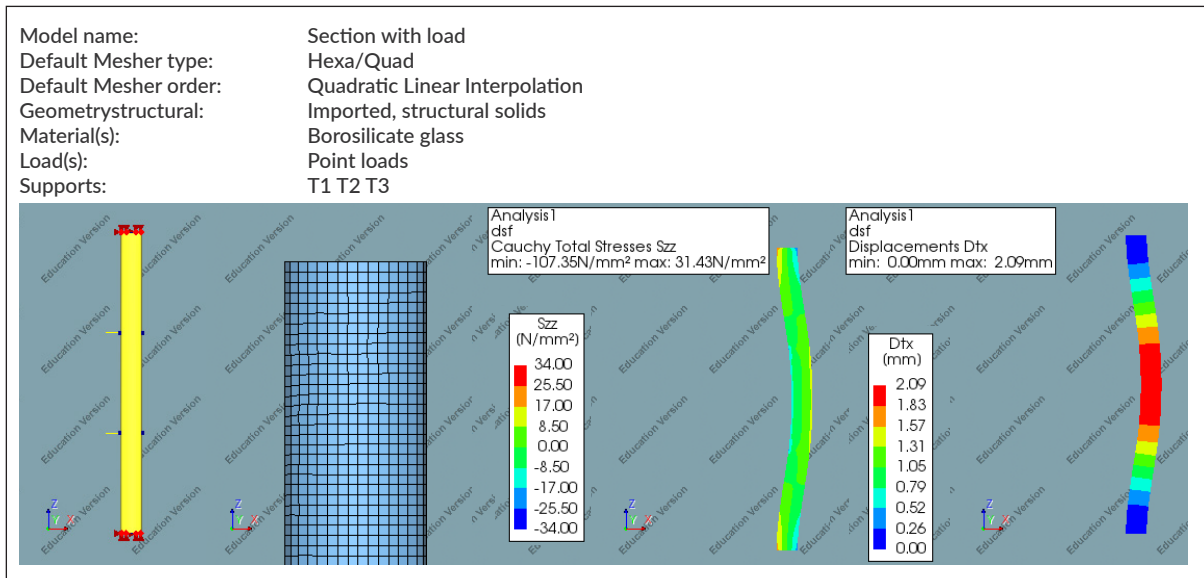 Model name: Section with load
Default Mesher type: Hexa/Quad
Default Mesher order: Quadratic Linear Interpolation
Geometrystructural: Imported, structural solids
Material(s): Borosilicate glass
Load(s): Point loads
Supports: T1 T2 T3
Analysis1
dsf
Cauchy Total Stresses Szz
min: -107.35N/mm² max: 31.43N/mm²
Analysis1
dsf
Displacements Dtx
min: 0.00mm max: 2.09mm
Szz
(N/mm²)
34.00
25.50
17.00
8.50
0.00
-8.50
-17.00
-25.50
-34.00
Dtx
(mm)
2.09
1.83
1.57
1.31
1.05
0.79
0.52
0.26
0.00
Z
Y X
Z
Y X
Z
Y X
Z
Y X
Education Version